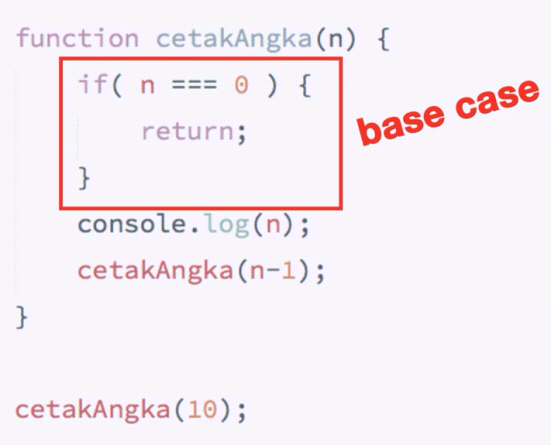 function cetakAngka(n) {
    if( n === 0 ) {
        return;
    }
    console.log(n);
    cetakAngka(n-1);
}
cetakAngka(10);
base case